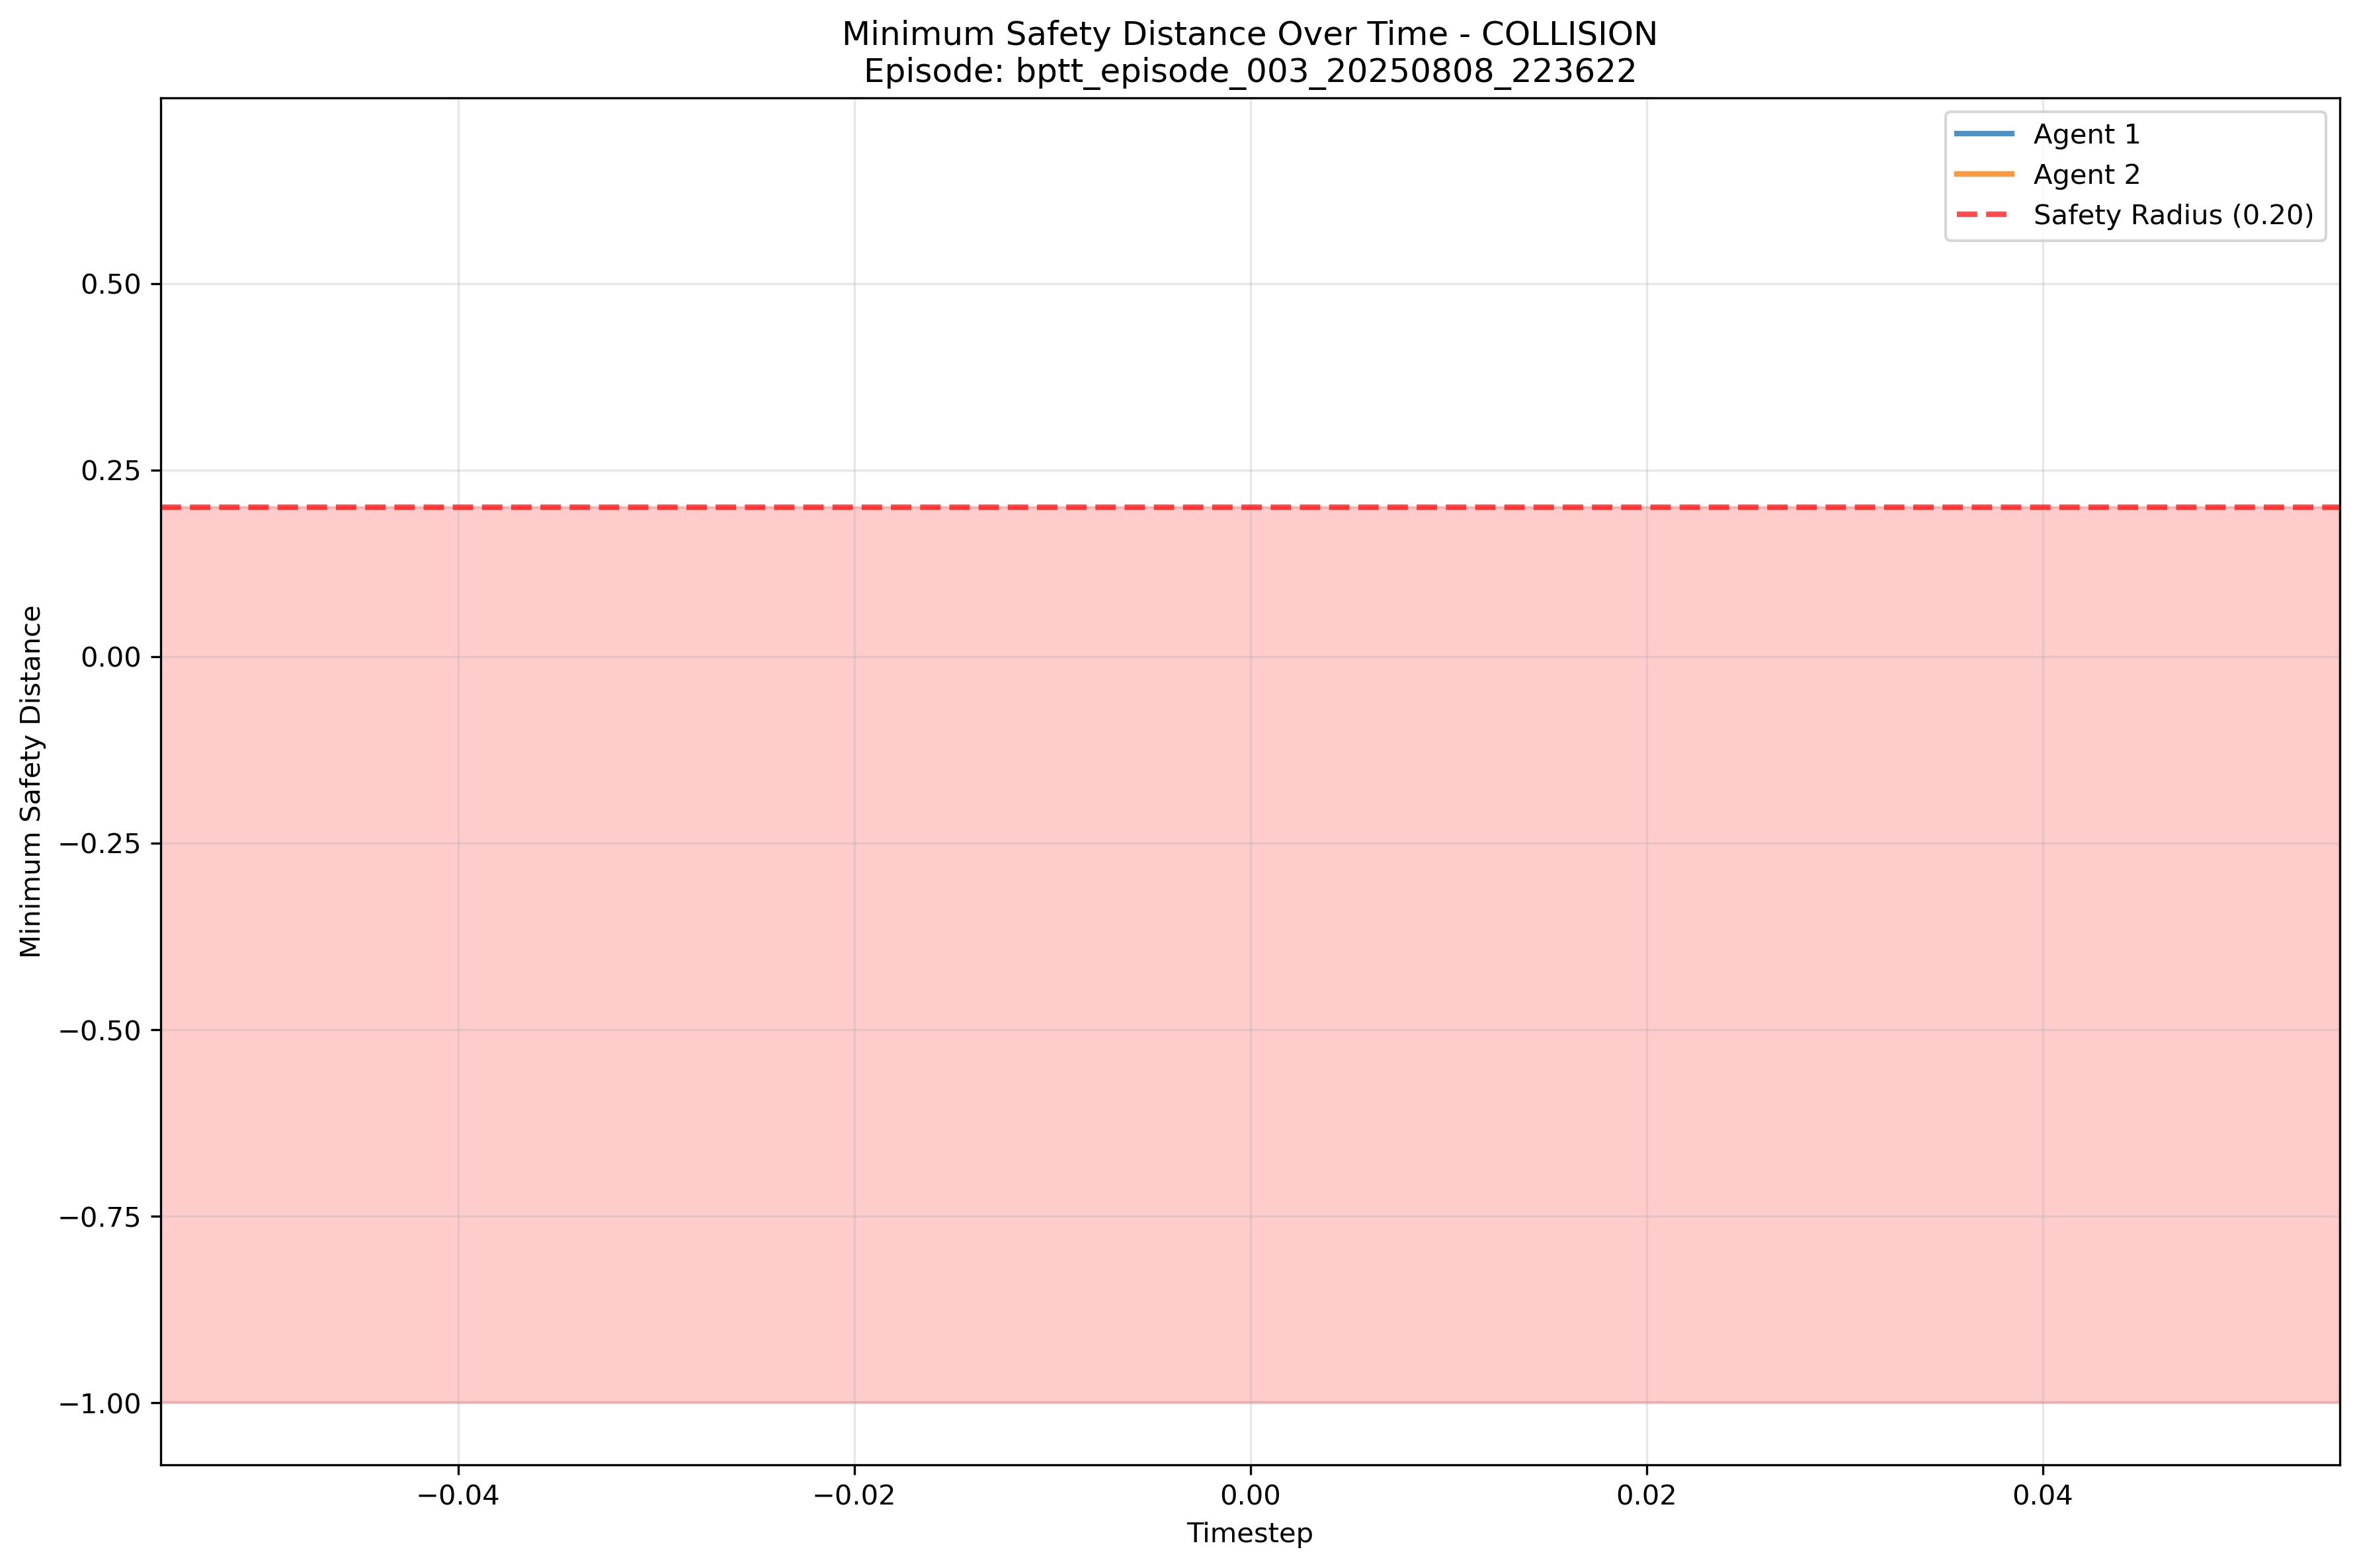 Minimum Safety Distance Over Time - COLLISION
Episode: bptt_episode_003_20250808_223622
Agent 1
Agent 2
Safety Radius (0.20)
0.50
0.25
0.00
−0.25
−0.50
−0.75
−1.00
Minimum Safety Distance
−0.04
−0.02
0.00
0.02
0.04
Timestep